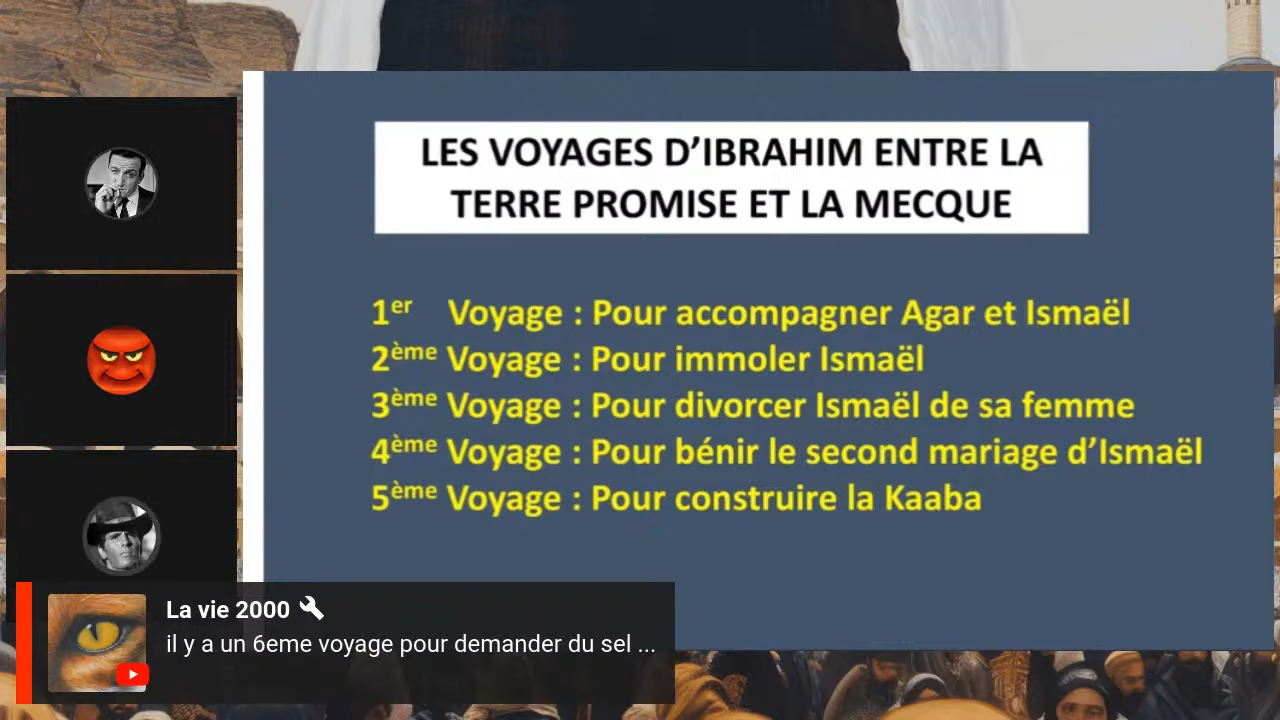 LES VOYAGES D’IBRAHIM ENTRE LA
TERRE PROMISE ET LA MECQUE
1er Voyage : Pour accompagner Agar et Ismaël
2ème Voyage : Pour immoler Ismaël
3ème Voyage : Pour divorcer Ismaël de sa femme
4ème Voyage : Pour bénir le second mariage d’Ismaël
5ème Voyage : Pour construire la Kaaba
La vie 2000
il y a un 6eme voyage pour demander du sel ...